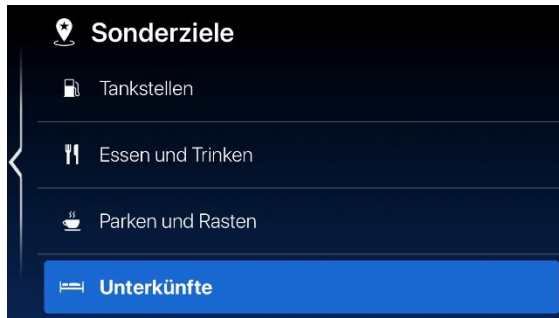 Sonderziele
Tankstellen
Essen und Trinken
Parken und Rasten
Unterkünfte